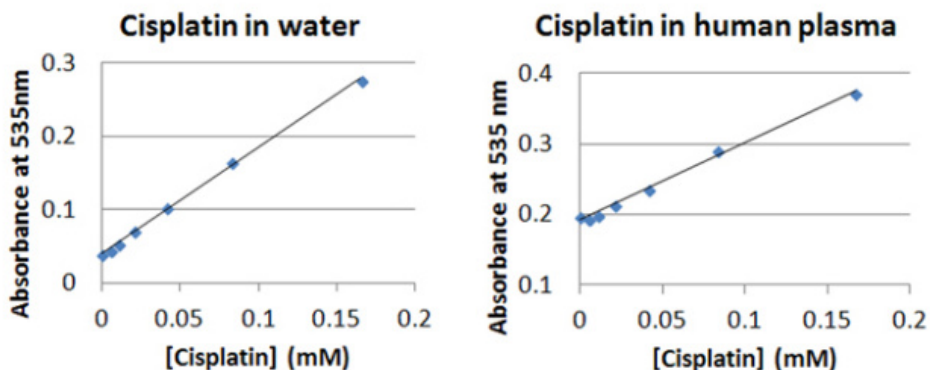 Cisplatin in water
Absorbance at 535nm
0.3
0.2
0.1
0
0 0.05 0.1 0.15 0.2
[Cisplatin] (mM)
Cisplatin in human plasma
Absorbance at 535 nm
0.4
0.3
0.2
0.1
0 0.05 0.1 0.15 0.2
[Cisplatin] (mM)